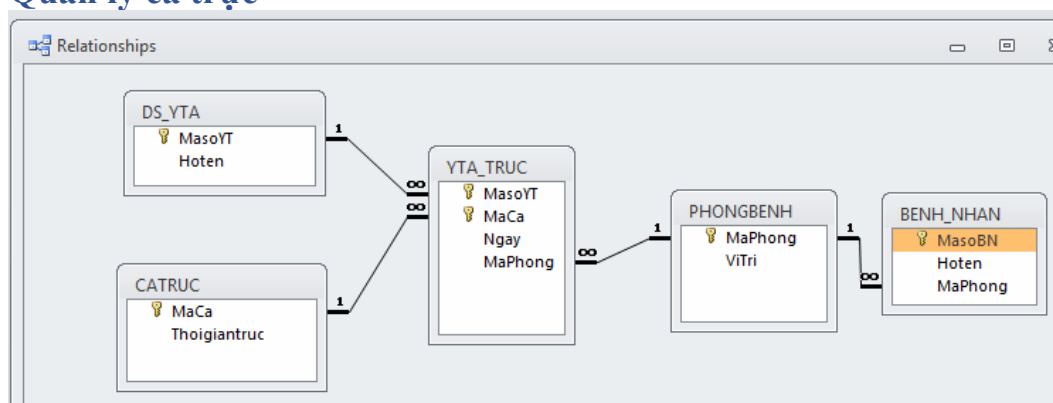 Quản lý ca trực
Relationships
DS_YTA
MasoYT
Hoten
1
∞
∞
CATRUC
MaCa
Thoigiantruc
1
YTA_TRUC
MasoYT
MaCa
Ngay
MaPhong
∞
1
PHONGBENH
MaPhong
ViTri
1
∞
BENH_NHAN
MasoBN
Hoten
MaPhong